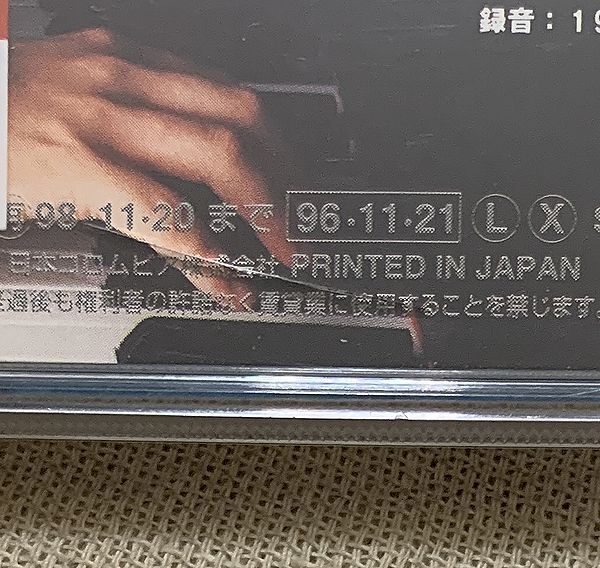 録音：19
98・11・20 まで 96・11・21 L X S
日本コロムビア株式会社 PRINTED IN JAPAN
過後も権利者の許諾なく賃貸業に使用することを禁じます。